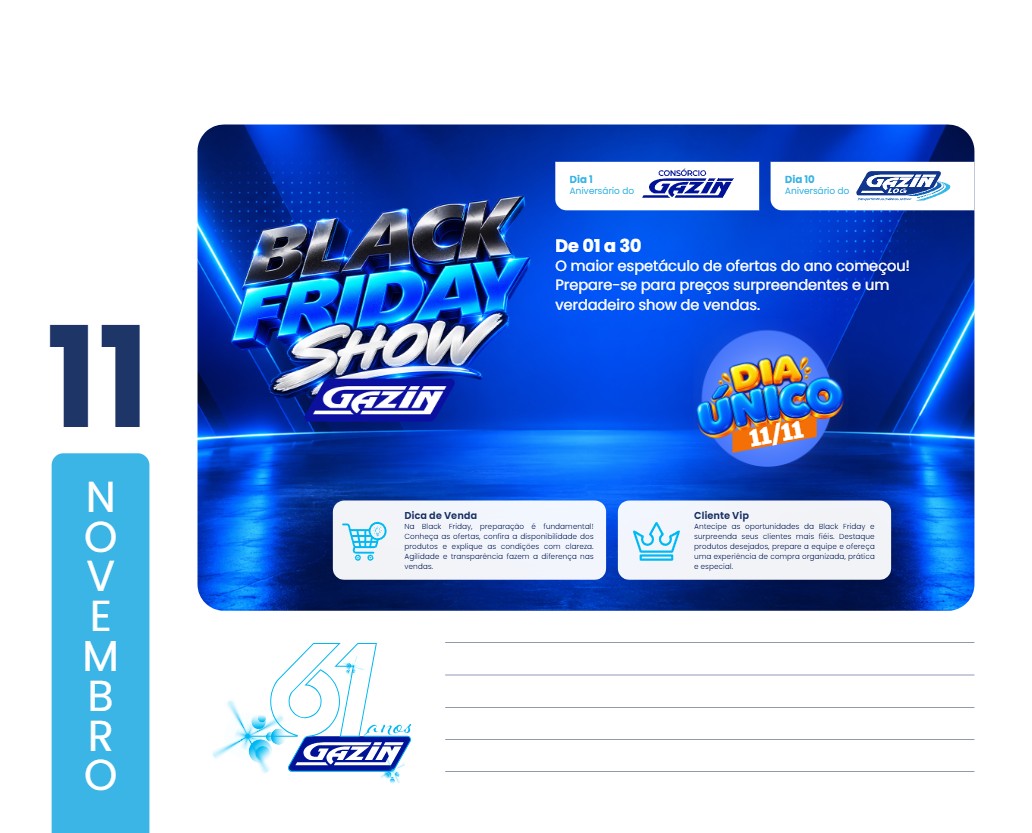 11
NOVEMBRO
Dia 1
Aniversário do
CONSÓRCIO
GAZIN
Dia 10
Aniversário do
GAZIN
LOG
BLACK
FRIDAY
SHOW
GAZIN
De 01 a 30
O maior espetáculo de ofertas do ano começou!
Prepare-se para preços surpreendentes e um
verdadeiro show de vendas.
DIA
ÚNICO
11/11
Dica de Venda
Na Black Friday, preparação é fundamental!
Conheça as ofertas, confira a disponibilidade dos
produtos e explique as condições com clareza.
Agilidade e transparência fazem a diferença nas
vendas.
Cliente Vip
Antecipe as oportunidades da Black Friday e
surpreenda seus clientes mais fiéis. Destaque
produtos desejados, prepare a equipe e ofereça
uma experiência de compra organizada, prática
e especial.
61
anos
GAZIN